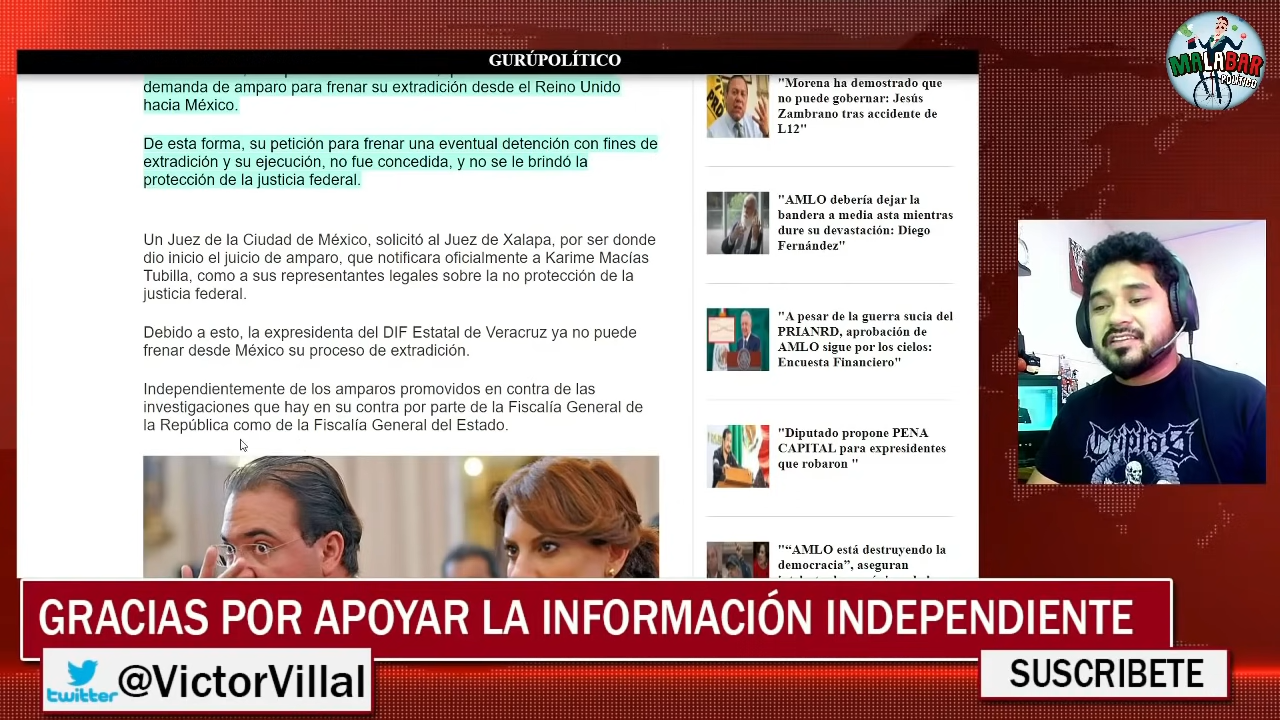 GURÚPOLÍTICO
demanda de amparo para frenar su extradición desde el Reino Unido
hacia México.
De esta forma, su petición para frenar una eventual detención con fines de
extradición y su ejecución, no fue concedida, y no se le brindó la
protección de la justicia federal.
Un Juez de la Ciudad de México, solicitó al Juez de Xalapa, por ser donde
dio inicio el juicio de amparo, que notificara oficialmente a Karime Macías
Tubilla, como a sus representantes legales sobre la no protección de la
justicia federal.
Debido a esto, la expresidenta del DIF Estatal de Veracruz ya no puede
frenar desde México su proceso de extradición.
Independientemente de los amparos promovidos en contra de las
investigaciones que hay en su contra por parte de la Fiscalía General de
la República como de la Fiscalía General del Estado.
"Morena ha demostrado que
no puede gobernar: Jesús
Zambrano tras accidente de
L12"
"AMLO debería dejar la
bandera a media asta mientras
dure su devastación: Diego
Fernández"
"A pesar de la guerra sucia del
PRIANRD, aprobación de
AMLO sigue por los cielos:
Encuesta Financiero"
"Diputado propone PENA
CAPITAL para expresidentes
que robaron "
"“AMLO está destruyendo la
democracia”, aseguran
MALABAR
POLÍTICO
GRACIAS POR APOYAR LA INFORMACIÓN INDEPENDIENTE
twitter @VictorVillal
SUSCRIBETE